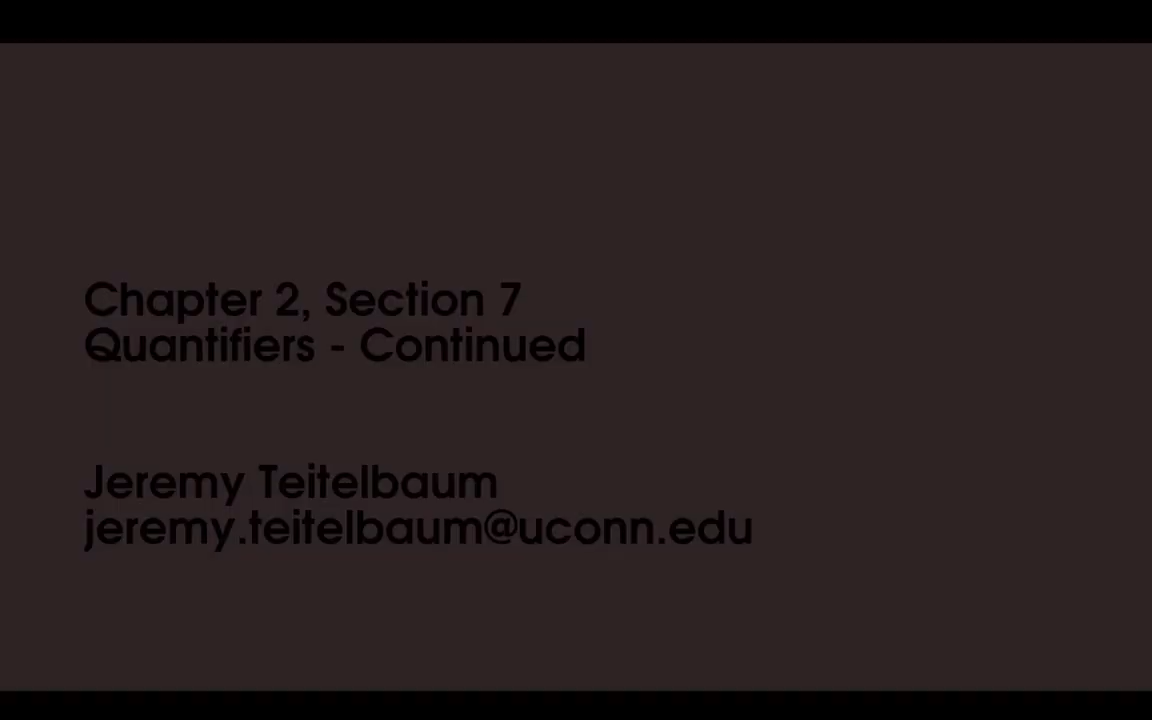 Chapter 2, Section 7
Quantifiers - Continued
Jeremy Teitelbaum
jeremy.teitelbaum@uconn.edu